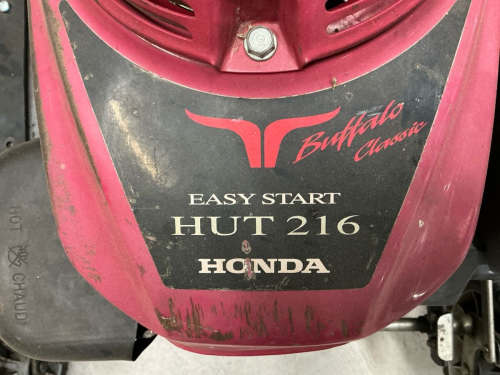 Buffalo
Classic
EASY START
HUT 216
HONDA
HOT
CHAUD